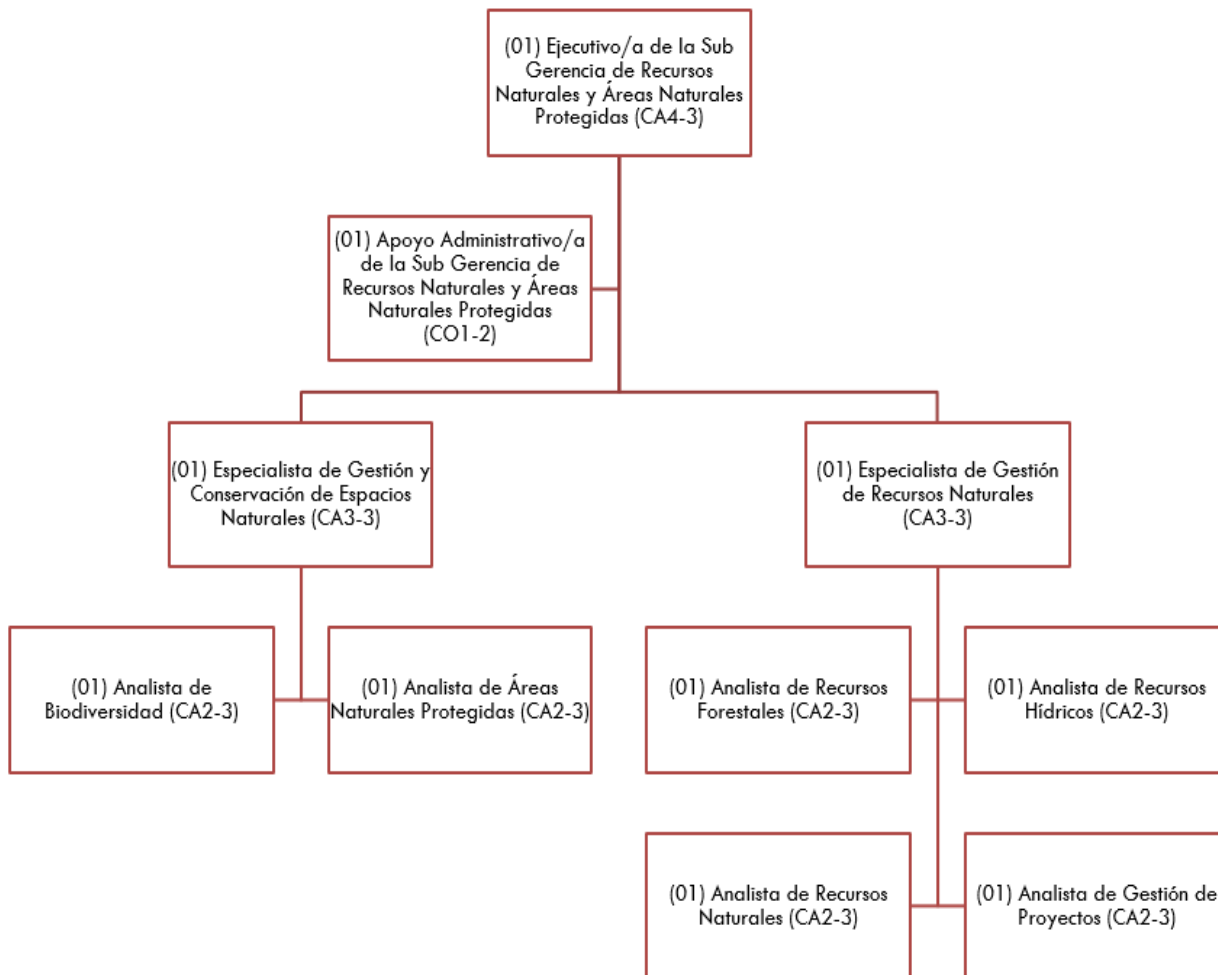 (01) Ejecutivo/a de la Sub
Gerencia de Recursos
Naturales y Áreas Naturales
Protegidas (CA4-3)
(01) Apoyo Administrativo/a
de la Sub Gerencia de
Recursos Naturales y Áreas
Naturales Protegidas
(CO1-2)
(01) Especialista de Gestión y
Conservación de Espacios
Naturales (CA3-3)
(01) Especialista de Gestión
de Recursos Naturales
(CA3-3)
(01) Analista de
Biodiversidad (CA2-3)
(01) Analista de Áreas
Naturales Protegidas (CA2-3)
(01) Analista de Recursos
Forestales (CA2-3)
(01) Analista de Recursos
Hídricos (CA2-3)
(01) Analista de Recursos
Naturales (CA2-3)
(01) Analista de Gestión de
Proyectos (CA2-3)